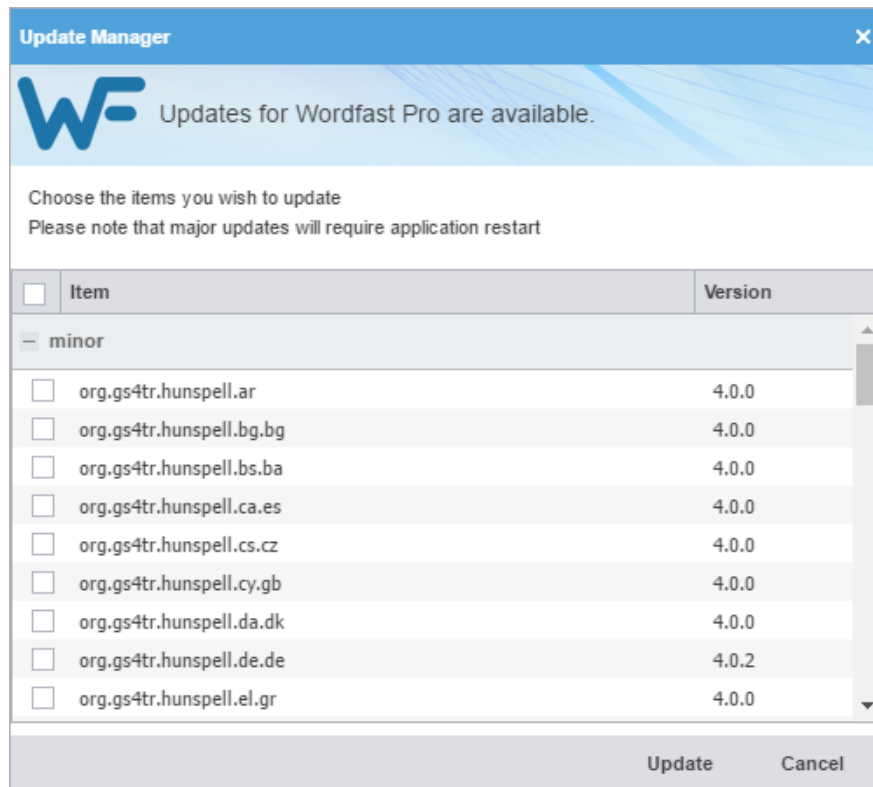 Update Manager
WF Updates for Wordfast Pro are available.
Choose the items you wish to update
Please note that major updates will require application restart
Item Version
minor
org.gs4tr.hunspell.ar 4.0.0
org.gs4tr.hunspell.bg.bg 4.0.0
org.gs4tr.hunspell.bs.ba 4.0.0
org.gs4tr.hunspell.ca.es 4.0.0
org.gs4tr.hunspell.cs.cz 4.0.0
org.gs4tr.hunspell.cy.gb 4.0.0
org.gs4tr.hunspell.da.dk 4.0.0
org.gs4tr.hunspell.de.de 4.0.2
org.gs4tr.hunspell.el.gr 4.0.0
Update Cancel